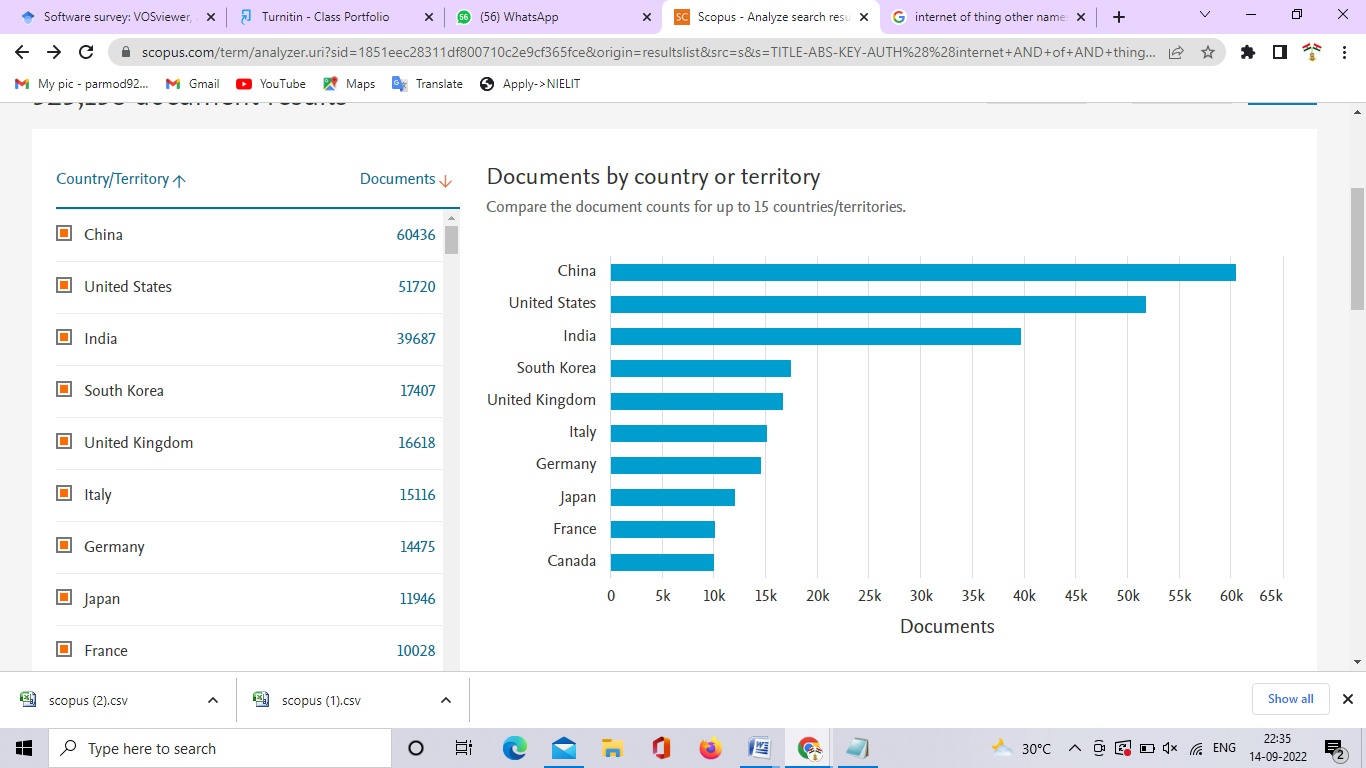 Software survey: VOSviewer,
Turnitin - Class Portfolio
(56) WhatsApp
Scopus - Analyze search resu
internet of thing other name
scopus.com/term/analyzer.uri?sid=1851eec28311df800710c2e9cf365fce&origin=resultslist&src=s&s=TITLE-ABS-KEY-AUTH%28%28internet+AND+of+AND+thing...
My pic - parmod92...
Gmail
YouTube
Maps
Translate
Apply->NIELIT
document results
Country/Territory
Documents
China 60436
United States 51720
India 39687
South Korea 17407
United Kingdom 16618
Italy 15116
Germany 14475
Japan 11946
France 10028
Documents by country or territory
Compare the document counts for up to 15 countries/territories.
China
United States
India
South Korea
United Kingdom
Italy
Germany
Japan
France
Canada
0 5k 10k 15k 20k 25k 30k 35k 40k 45k 50k 55k 60k 65k
Documents
scopus (2).csv
scopus (1).csv
Show all
Type here to search
30°C
ENG
22:35
14-09-2022
2